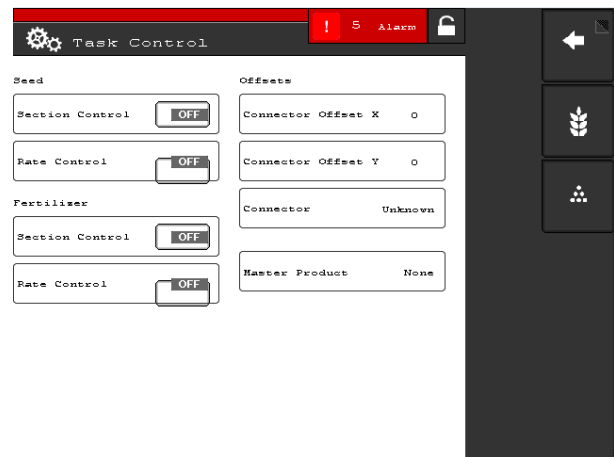 Task Control
5 Alarm
Seed
Section Control OFF
Rate Control OFF
Fertiliser
Section Control OFF
Rate Control OFF
Offsets
Connector Offset X 0
Connector Offset Y 0
Connector Unknown
Master Product None